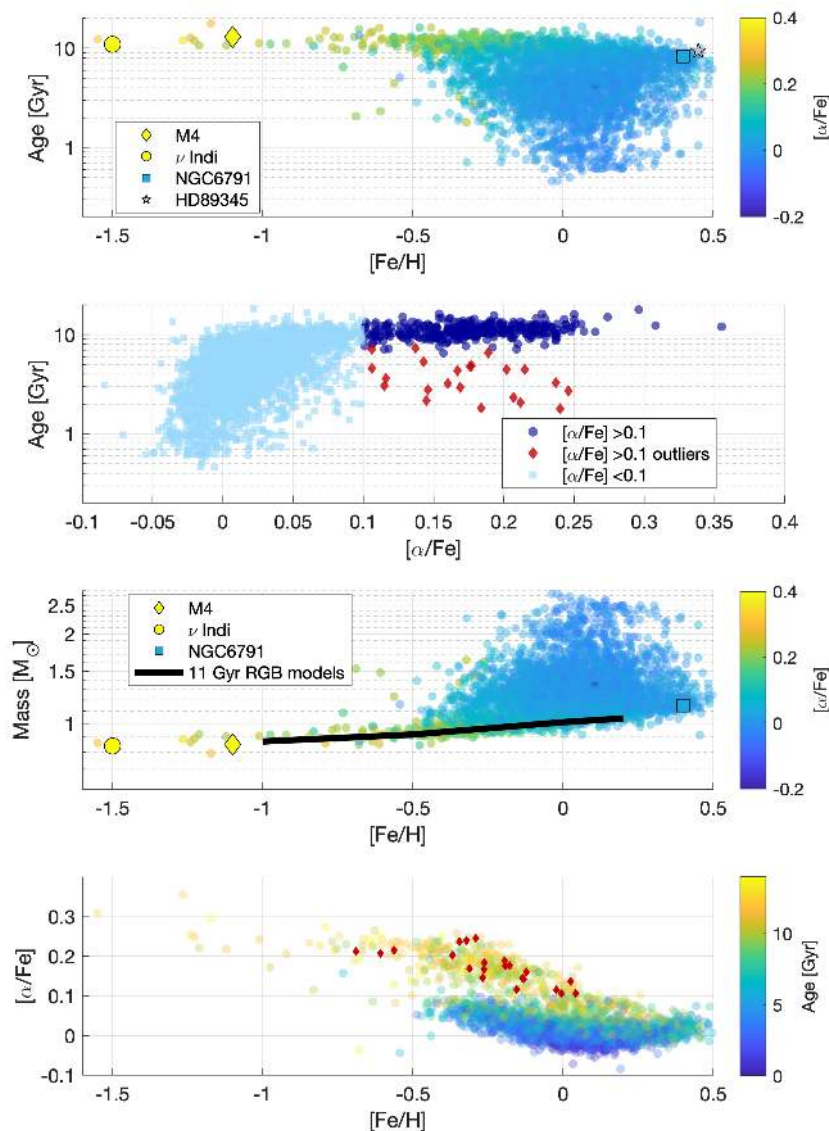 10
1
Age [Gyr]
M4
ν Indi
NGC6791
HD89345
-1.5
-1
-0.5
0
0.5
[Fe/H]
0.4
0.2
0
-0.2
[α/Fe]
10
1
Age [Gyr]
[α/Fe] >0.1
[α/Fe] >0.1 outliers
[α/Fe] <0.1
-0.1
-0.05
0
0.05
0.1
0.15
0.2
0.25
0.3
0.35
0.4
[α/Fe]
2.5
2
1.5
1
Mass [M⊙]
M4
ν Indi
NGC6791
11 Gyr RGB models
-1.5
-1
-0.5
0
0.5
[Fe/H]
0.4
0.2
0
-0.2
[α/Fe]
0.3
0.2
0.1
0
-0.1
[α/Fe]
-1.5
-1
-0.5
0
0.5
[Fe/H]
10
5
0
Age [Gyr]